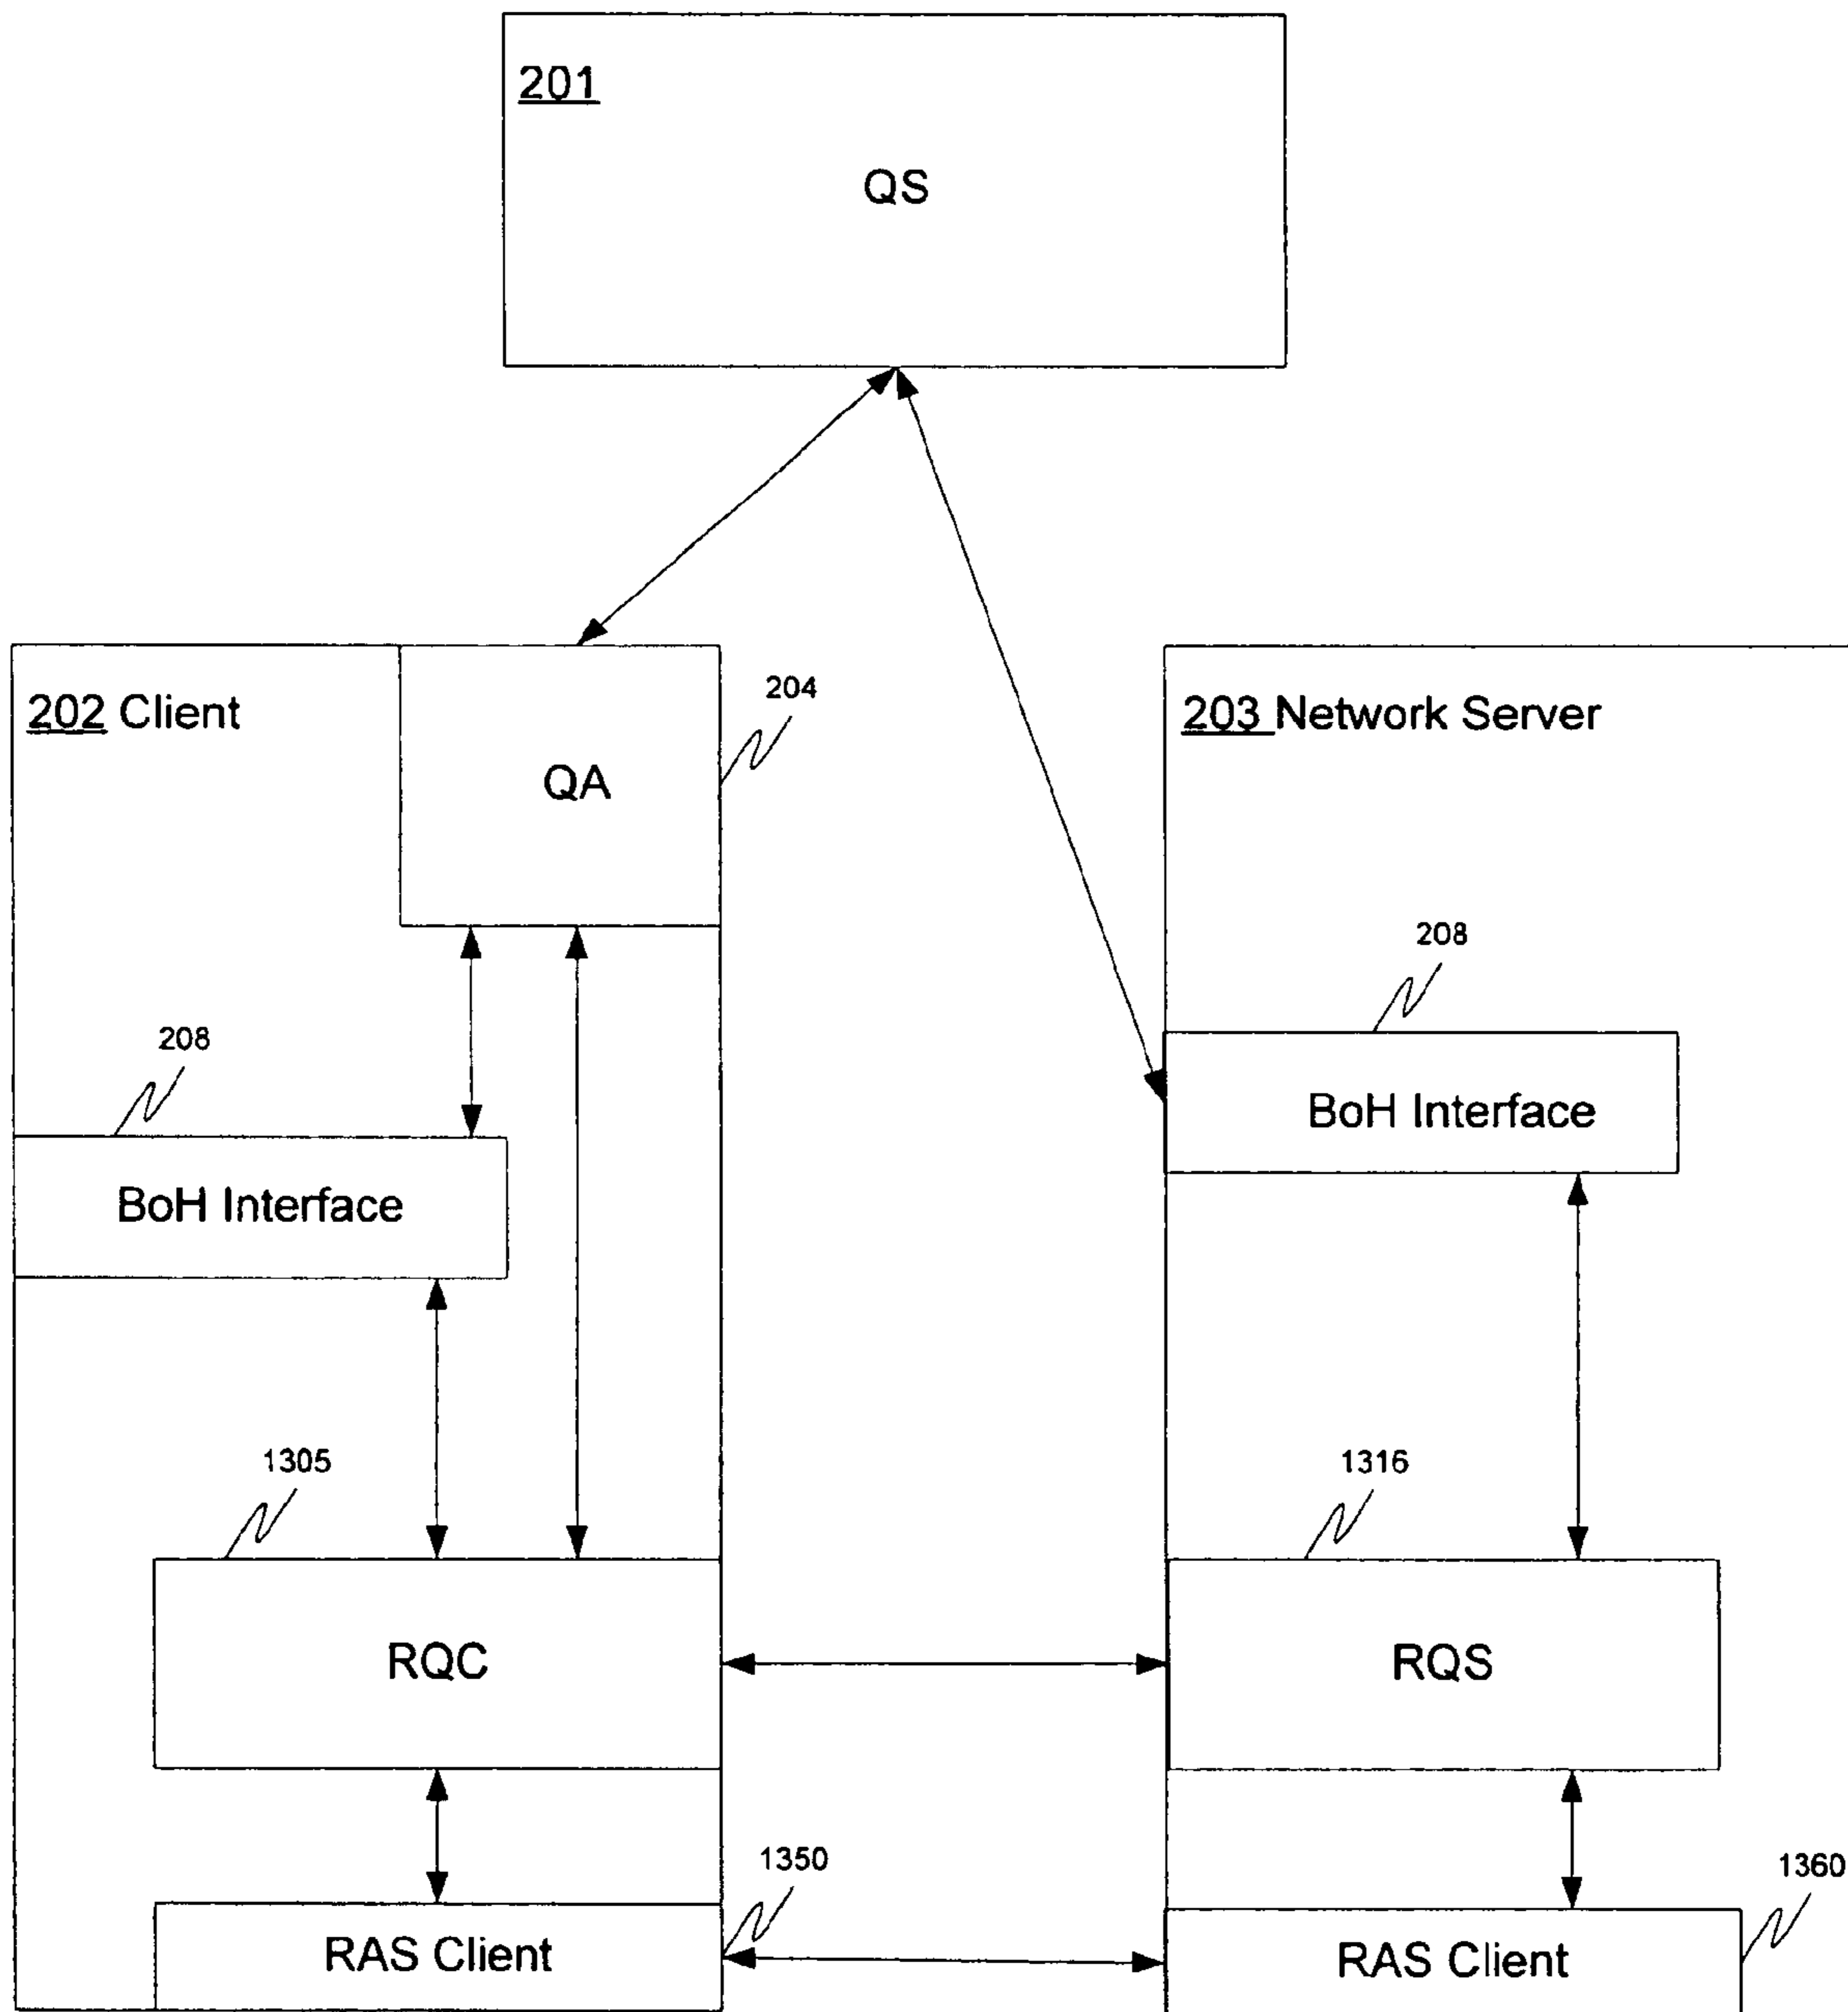 201
QS
202 Client
204
QA
203 Network Server
208
BoH Interface
208
BoH Interface
1305
RQC
1316
RQS
1350
RAS Client
1360
RAS Client